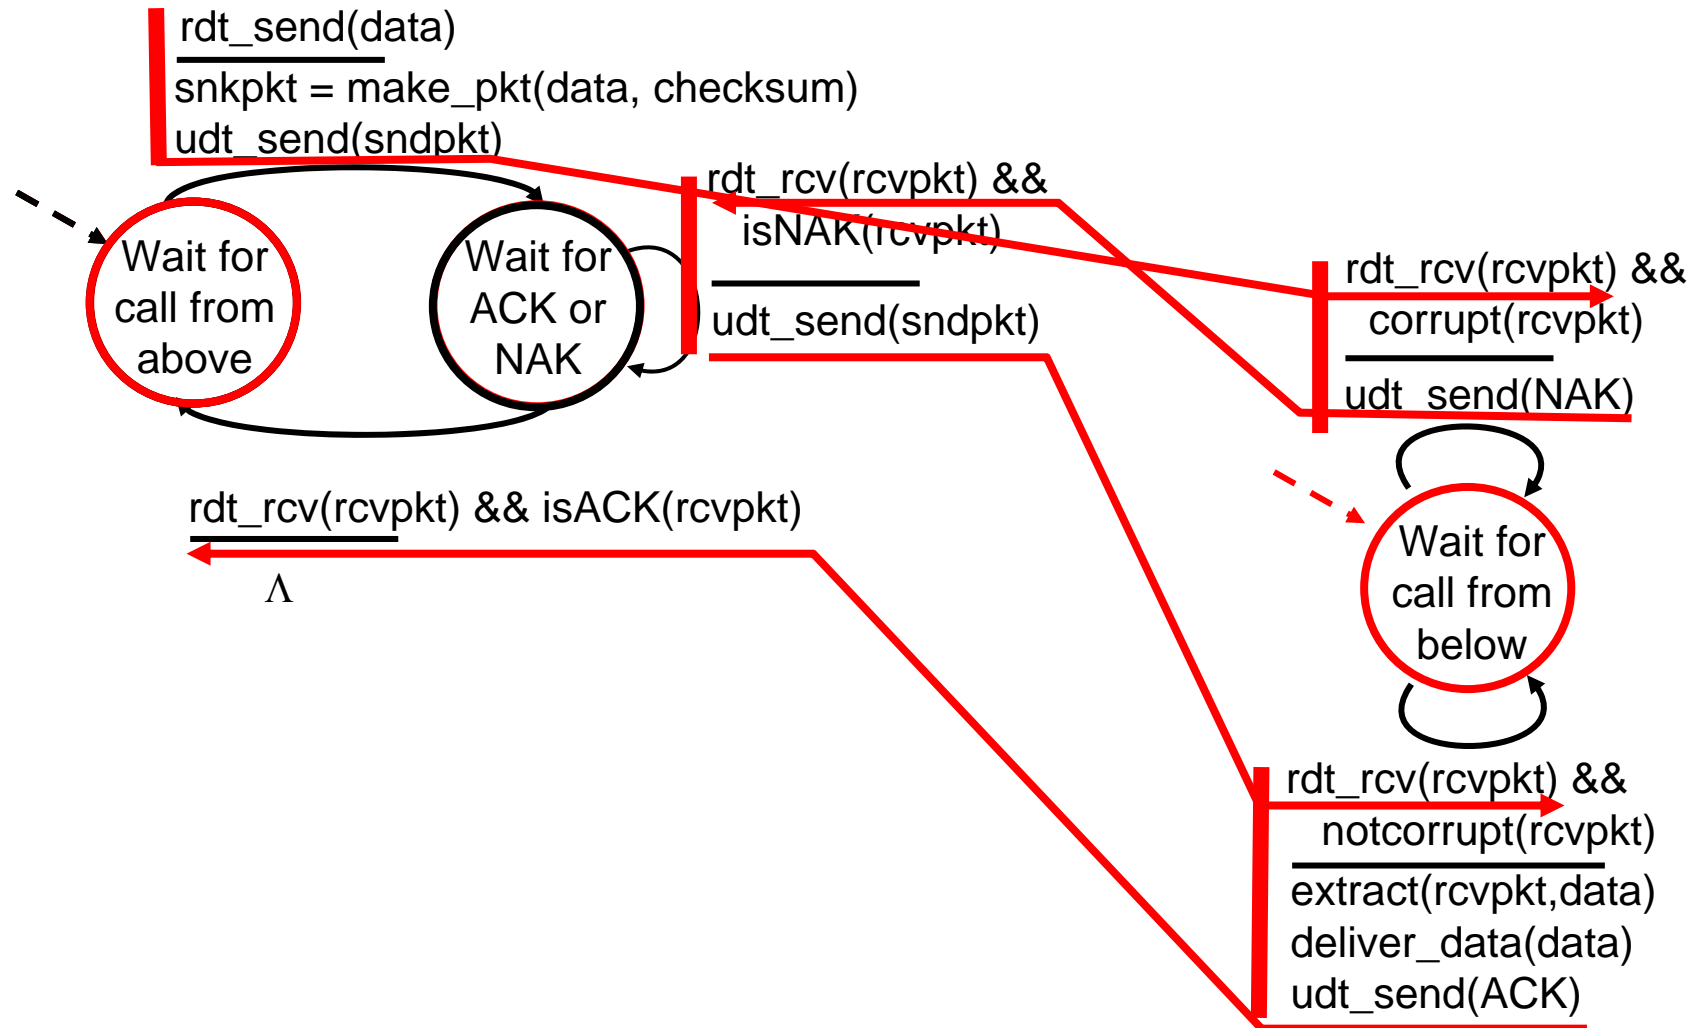 rdt_send(data)
snkpkt = make_pkt(data, checksum)
udt_send(sndpkt)
rdt_rcv(rcvpkt) &&
isNAK(rcvpkt)
udt_send(sndpkt)
Wait for
call from
above
Wait for
ACK or
NAK
rdt_rcv(rcvpkt) && isACK(rcvpkt)
Λ
rdt_rcv(rcvpkt) &&
corrupt(rcvpkt)
udt_send(NAK)
Wait for
call from
below
rdt_rcv(rcvpkt) &&
notcorrupt(rcvpkt)
extract(rcvpkt,data)
deliver_data(data)
udt_send(ACK)